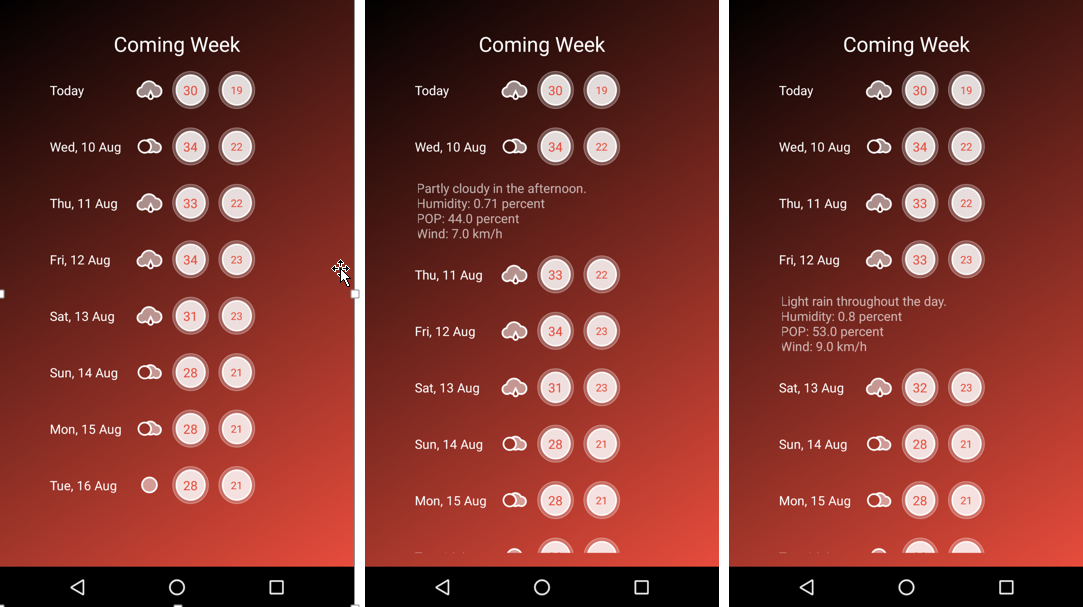 Coming Week
Today 30 19
Wed, 10 Aug 34 22
Thu, 11 Aug 33 22
Fri, 12 Aug 34 23
Sat, 13 Aug 31 23
Sun, 14 Aug 28 21
Mon, 15 Aug 28 21
Tue, 16 Aug 28 21
Coming Week
Today 30 19
Wed, 10 Aug 34 22
Partly cloudy in the afternoon.
Humidity: 0.71 percent
POP: 44.0 percent
Wind: 7.0 km/h
Thu, 11 Aug 33 22
Fri, 12 Aug 34 23
Sat, 13 Aug 31 23
Sun, 14 Aug 28 21
Mon, 15 Aug 28 21
Coming Week
Today 30 19
Wed, 10 Aug 34 22
Thu, 11 Aug 33 22
Fri, 12 Aug 33 23
Light rain throughout the day.
Humidity: 0.8 percent
POP: 53.0 percent
Wind: 9.0 km/h
Sat, 13 Aug 32 23
Sun, 14 Aug 28 21
Mon, 15 Aug 28 21